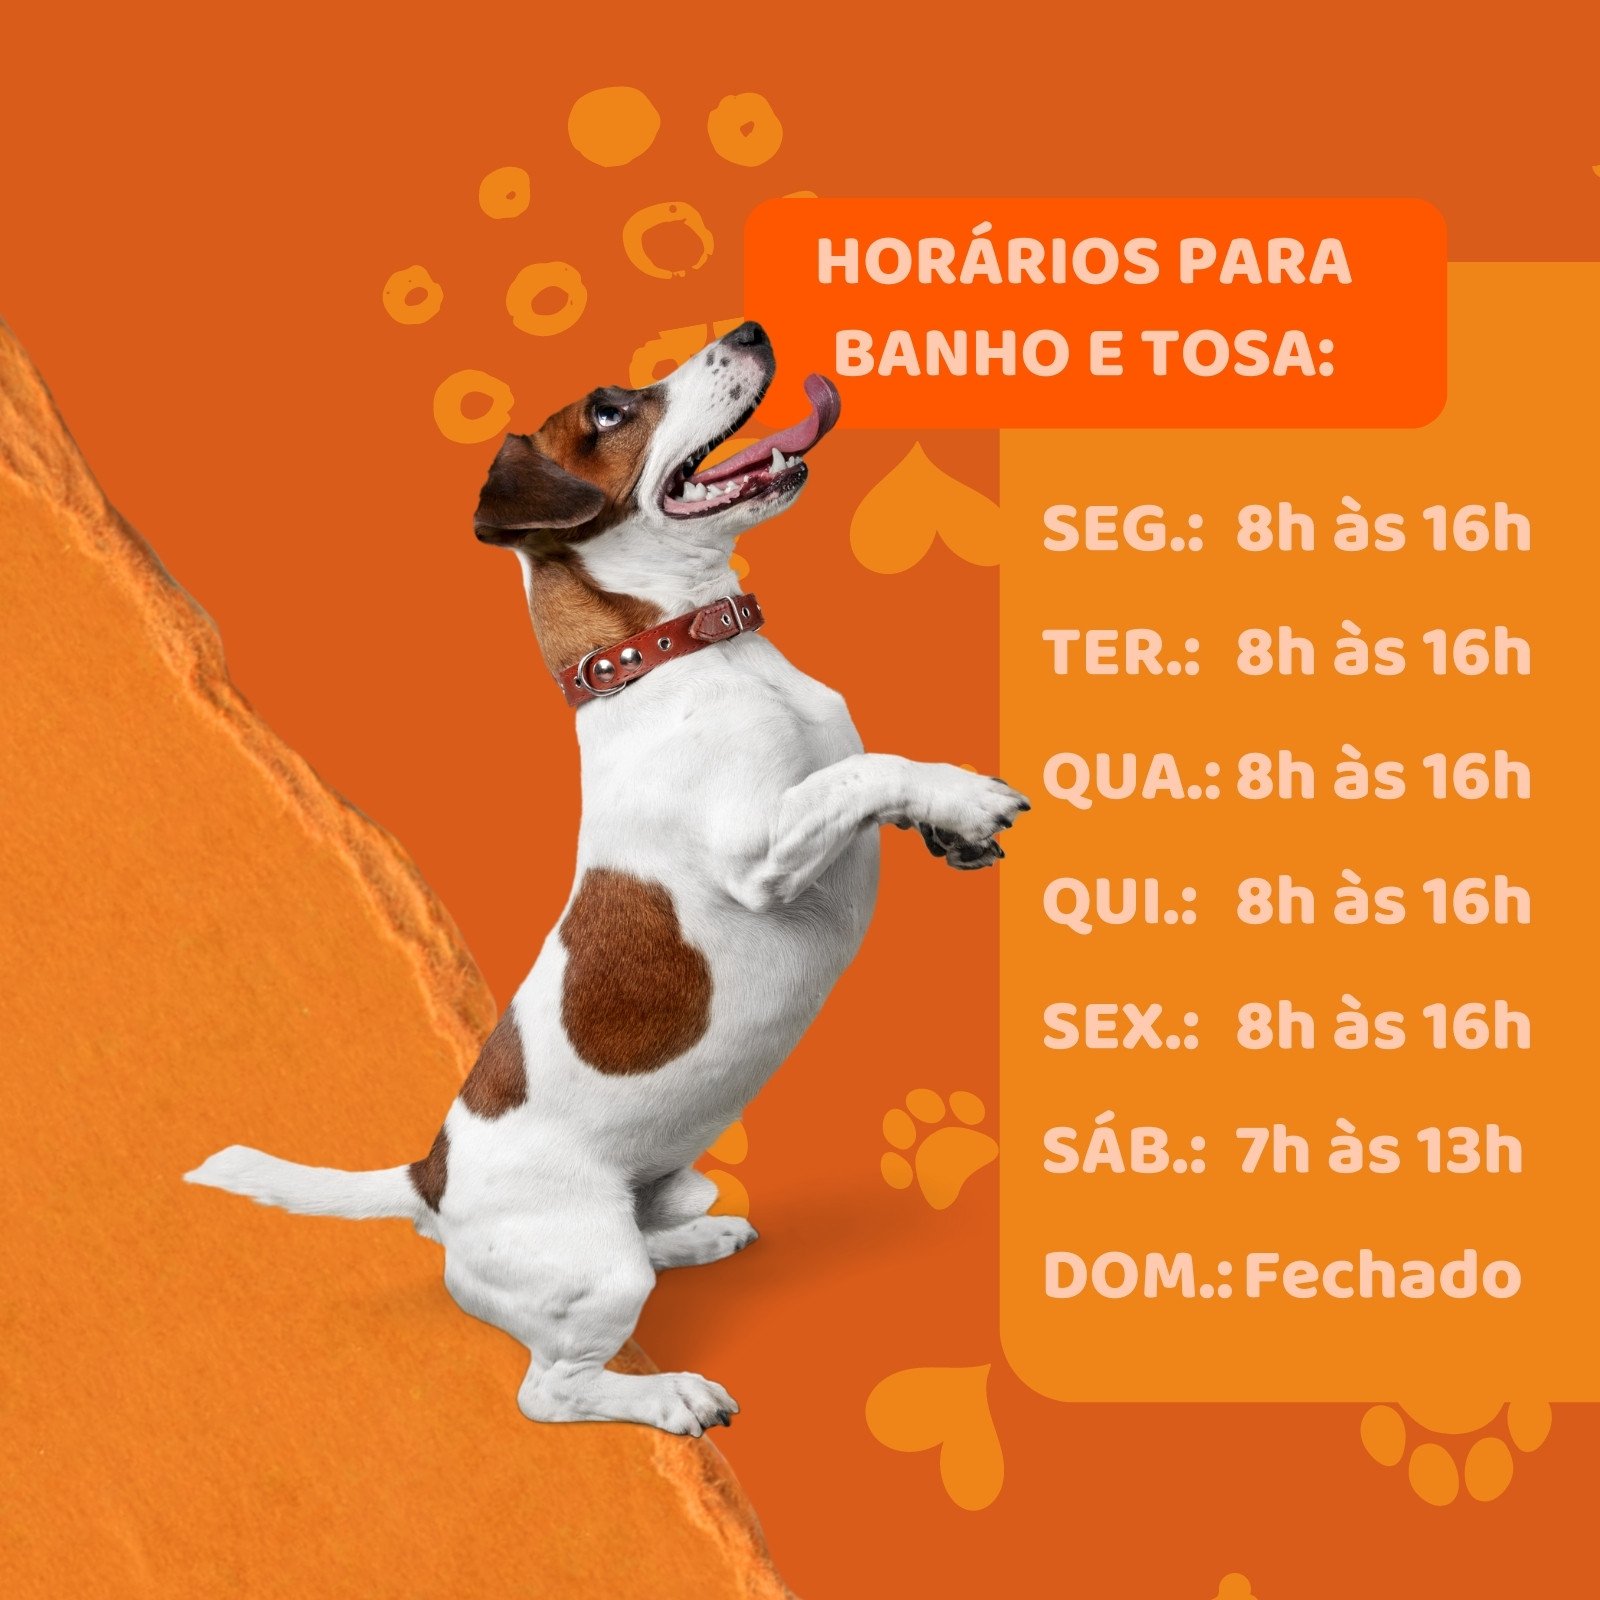 HORÁRIOS PARA
BANHO E TOSA:
SEG.: 8h às 16h
TER.: 8h às 16h
QUA.: 8h às 16h
QUI.: 8h às 16h
SEX.: 8h às 16h
SÁB.: 7h às 13h
DOM.: Fechado